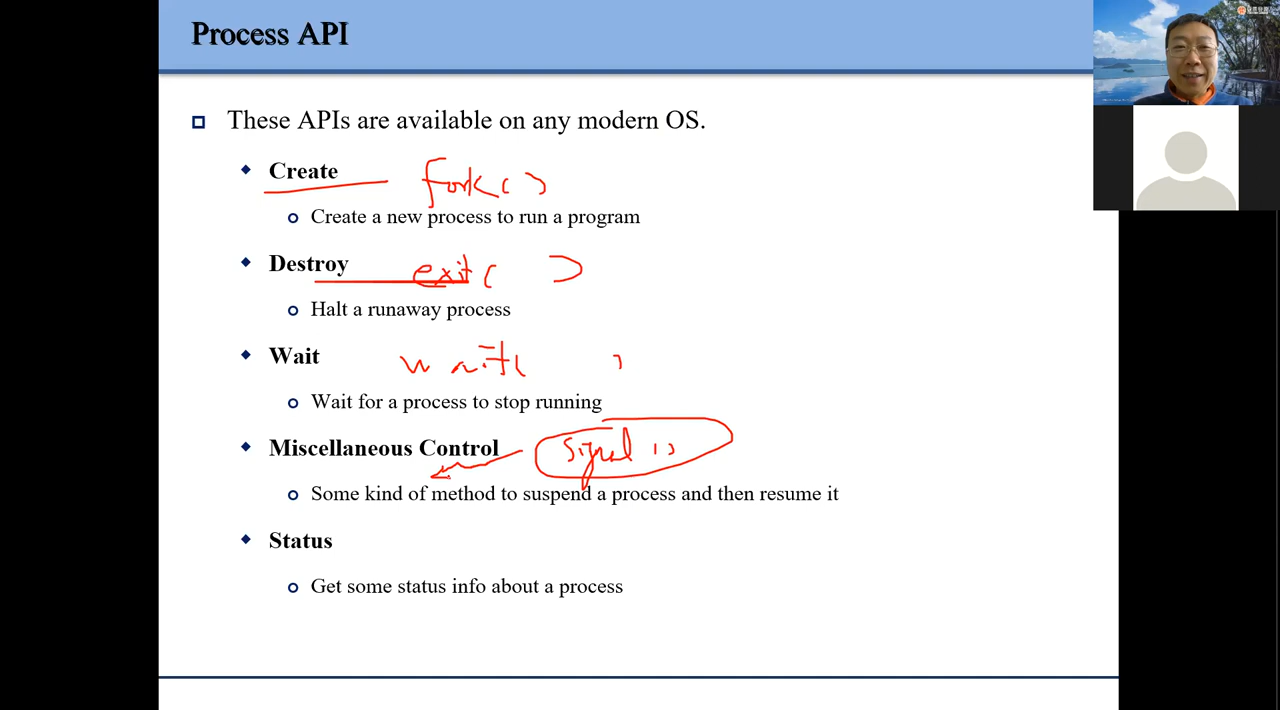 Process API
These APIs are available on any modern OS.
Create fork()
Create a new process to run a program
Destroy exit( )
Halt a runaway process
Wait wait( )
Wait for a process to stop running
Miscellaneous Control signal ()
Some kind of method to suspend a process and then resume it
Status
Get some status info about a process